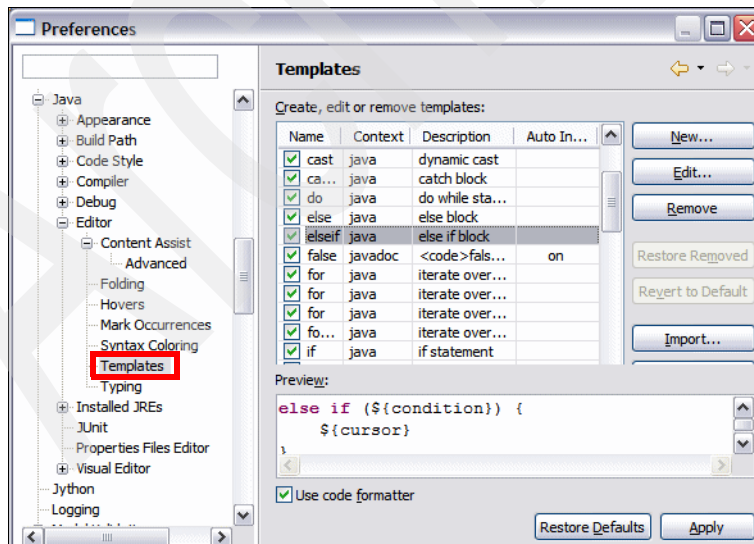 Preferences
Java
Appearance
Build Path
Code Style
Compiler
Debug
Editor
Content Assist
Advanced
Folding
Hovers
Mark Occurrences
Syntax Coloring
Templates
Typing
Installed JREs
JUnit
Properties Files Editor
Visual Editor
Jython
Logging
Templates
Create, edit or remove templates:
Name Context Description Auto In...
cast java dynamic cast
ca... java catch block
do java do while sta...
else java else block
elseif java else if block
false javadoc <code>fals... on
for java iterate over...
for java iterate over...
for java iterate over...
fo... java iterate over...
if java if statement
New...
Edit...
Remove
Restore Removed
Revert to Default
Import...
Preview:
else if (${condition}) {
${cursor}
}
Use code formatter
Restore Defaults Apply